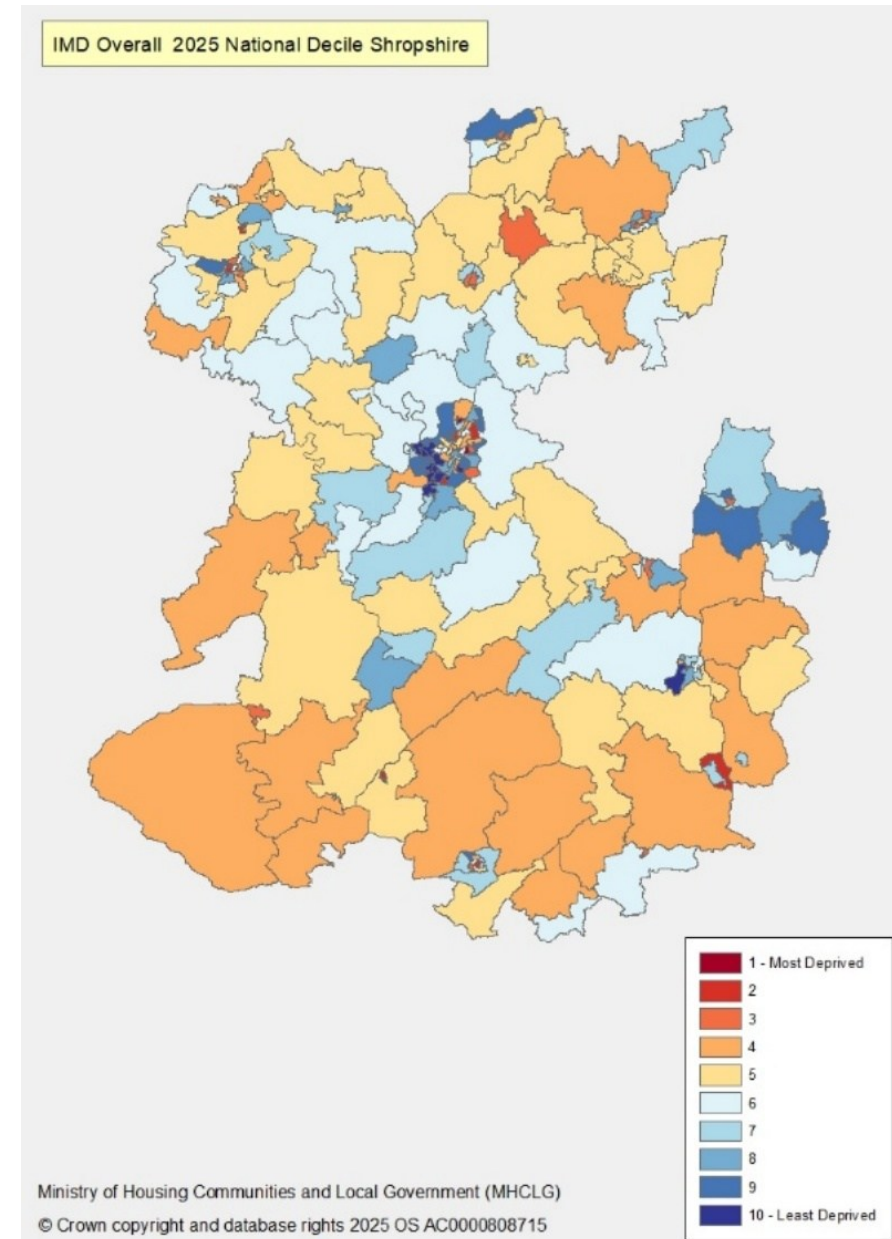 IMD Overall 2025 National Decile Shropshire
1 - Most Deprived
2
3
4
5
6
7
8
9
10 - Least Deprived
Ministry of Housing Communities and Local Government (MHCLG)
© Crown copyright and database rights 2025 OS AC0000808715